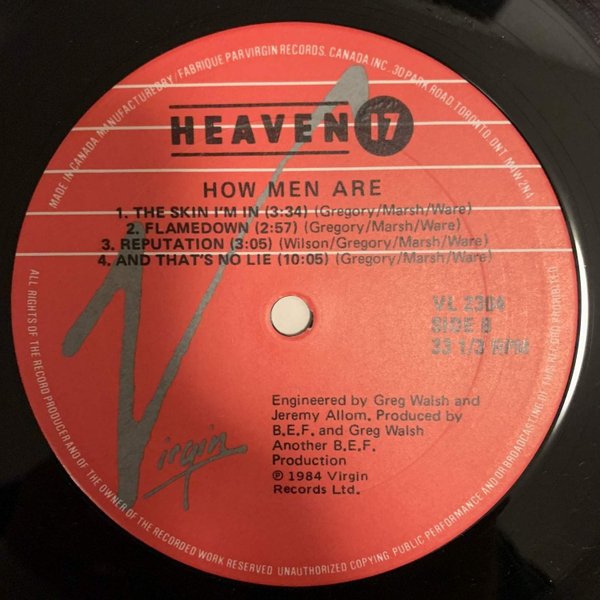 MADE IN CANADA MANUFACTURED BY / FABRIQUE PAR VIRGIN RECORDS. CANADA INC. 30 PARK ROAD, TORONTO, ONT. M4W 2N1
HEAVEN 17
HOW MEN ARE
1. THE SKIN I'M IN (3:34) (Gregory/Marsh/Ware)
2. FLAMEDOWN (2:57) (Gregory/Marsh/Ware)
3. REPUTATION (3:05) (Wilson/Gregory/Marsh/Ware)
4. AND THAT'S NO LIE (10:05) (Gregory/Marsh/Ware)
VL 2304
SIDE B
33 1/3 RPM
Engineered by Greg Walsh and
Jeremy Allom. Produced by
B.E.F. and Greg Walsh
Another B.E.F.
Production
℗ 1984 Virgin
Records Ltd.
Virgin
ALL RIGHTS OF THE RECORD PRODUCER AND OF THE OWNER OF THE RECORDED WORK RESERVED UNAUTHORIZED COPYING PUBLIC PERFORMANCE AND/OR BROADCASTING OF THIS RECORD PROHIBITED.